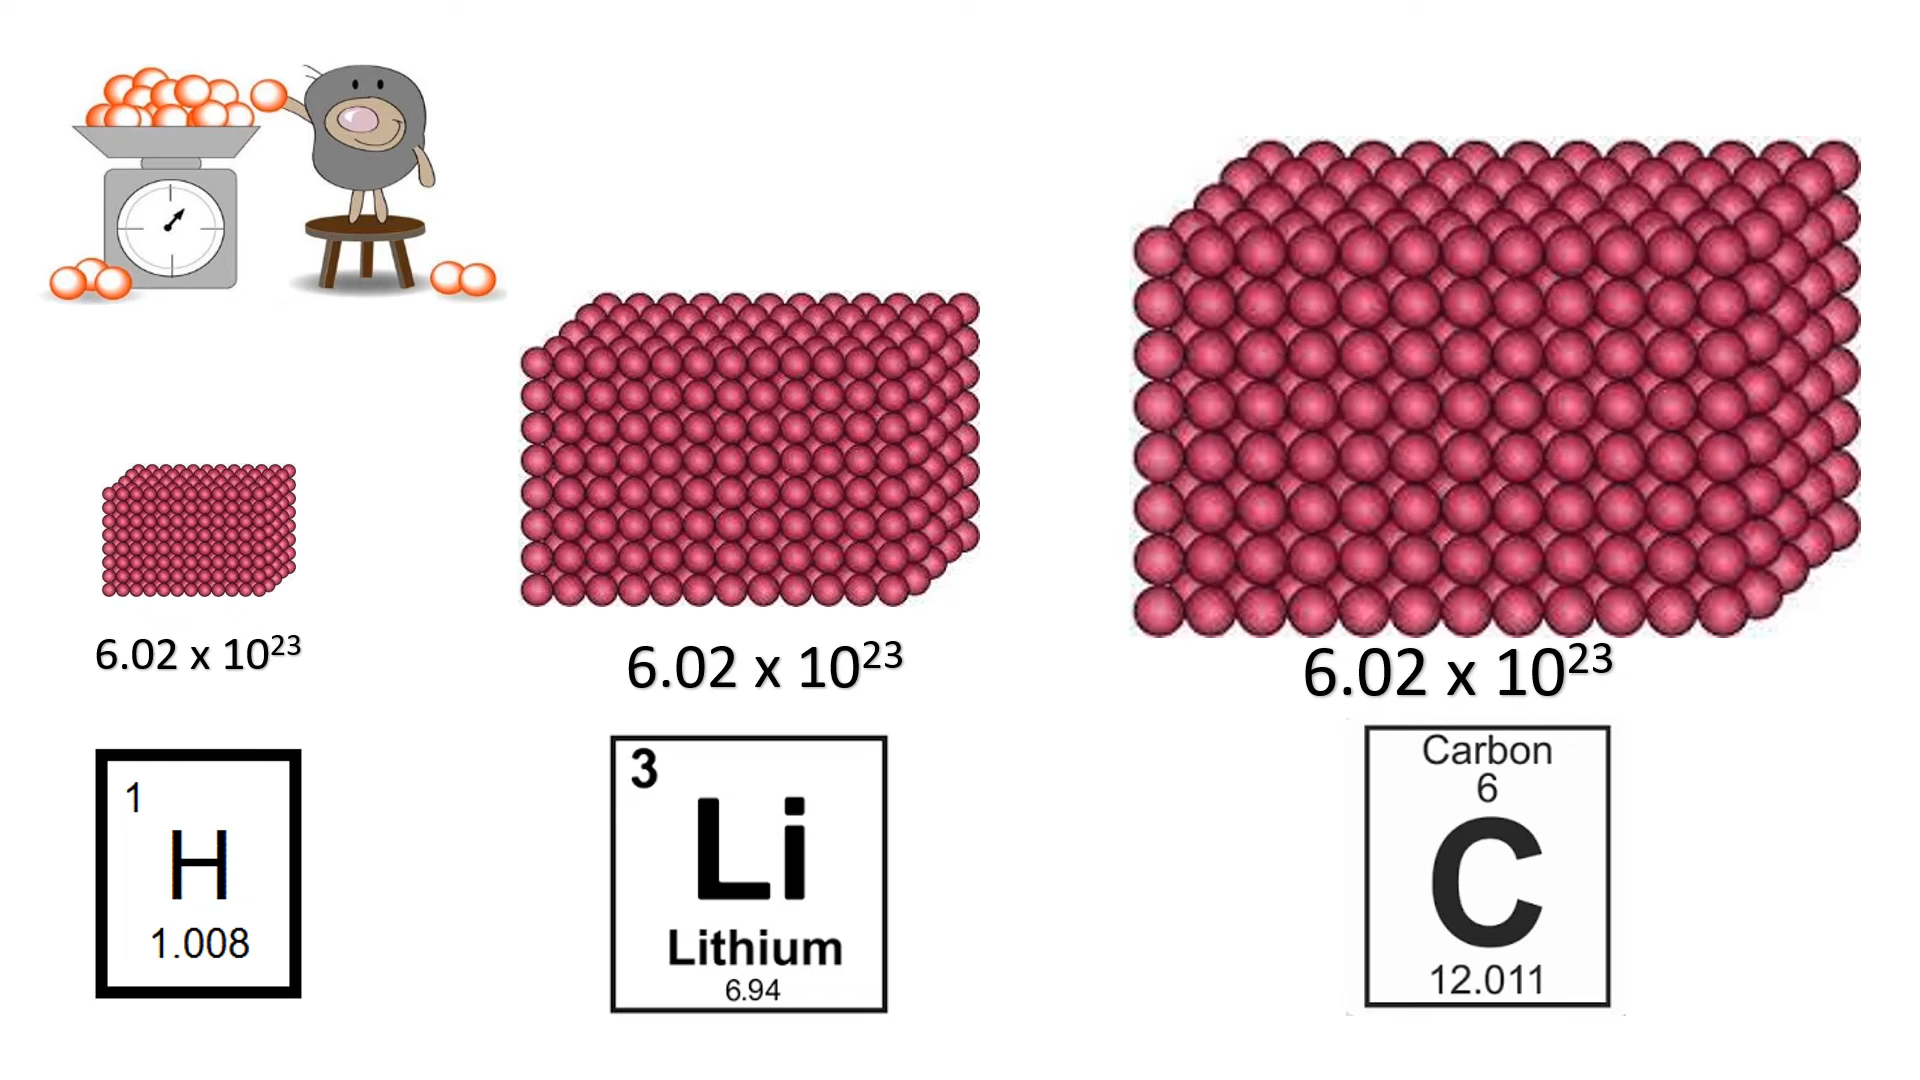 6.02 x 10²³
1
H
1.008
6.02 x 10²³
3
Li
Lithium
6.94
6.02 x 10²³
Carbon
6
C
12.011